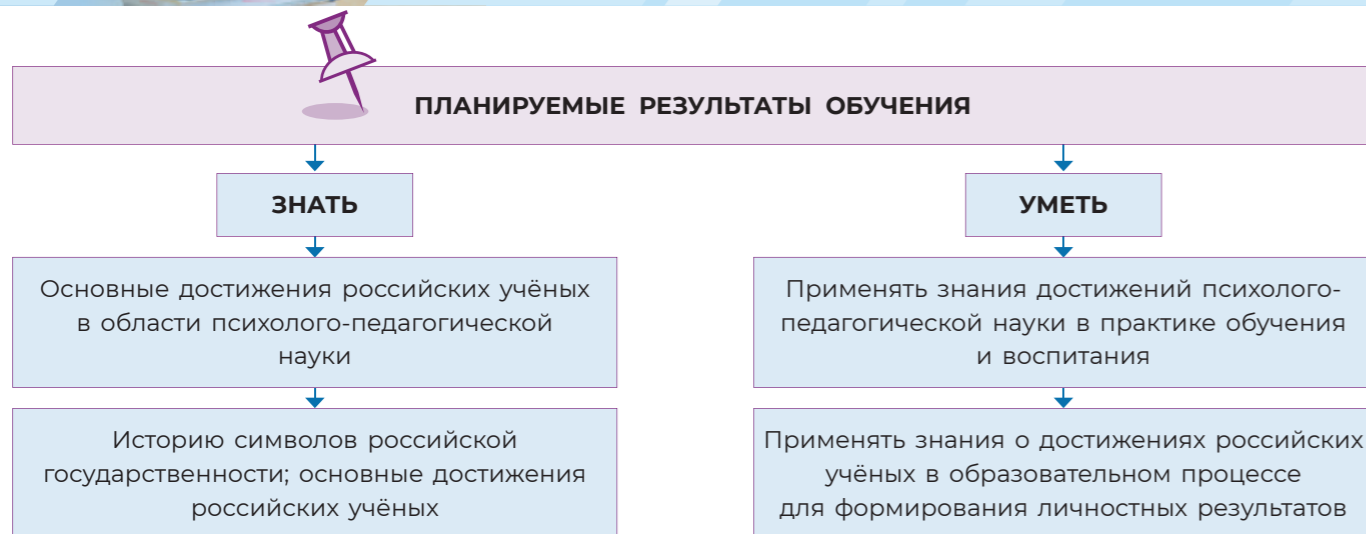 ПЛАНИРУЕМЫЕ РЕЗУЛЬТАТЫ ОБУЧЕНИЯ
ЗНАТЬ
Основные достижения российских учёных
в области психолого-педагогической
науки
Историю символов российской
государственности; основные достижения
российских учёных
УМЕТЬ
Применять знания достижений психолого-
педагогической науки в практике обучения
и воспитания
Применять знания о достижениях российских
учёных в образовательном процессе
для формирования личностных результатов